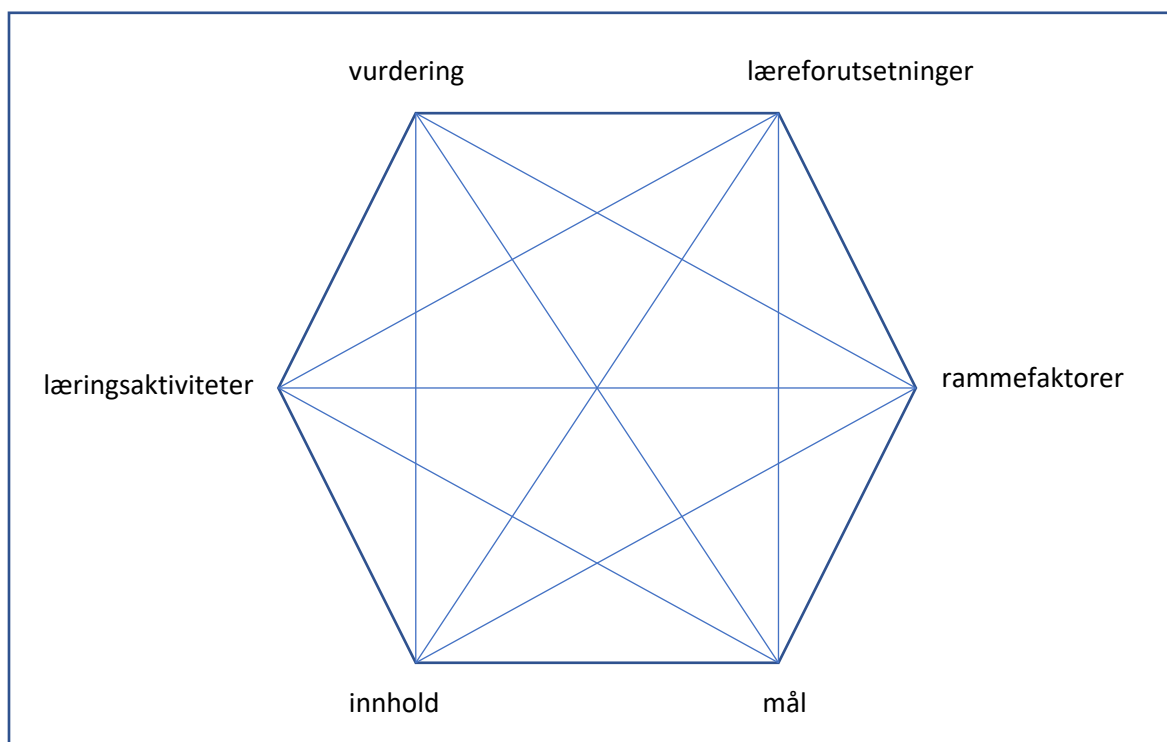 vurdering
læreforutsetninger
læringsaktiviteter
rammefaktorer
innhold
mål